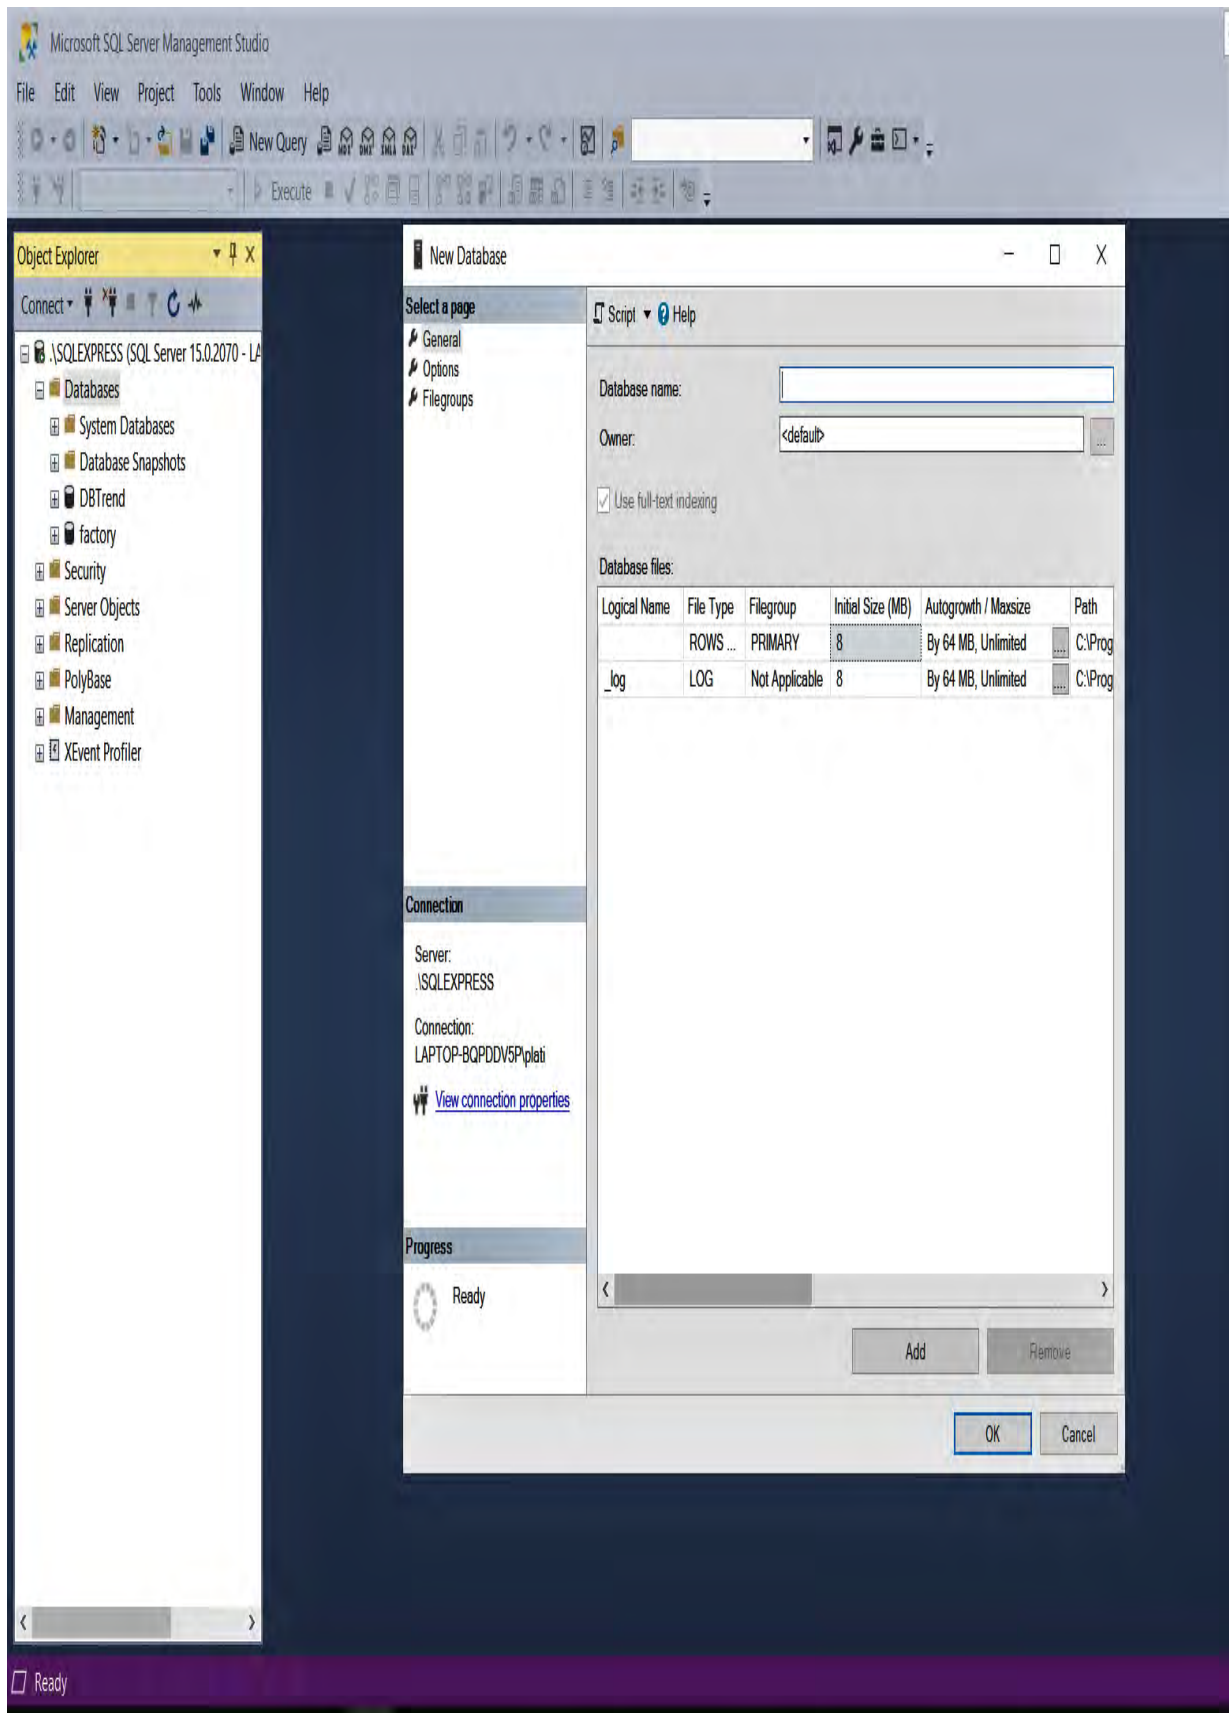 Microsoft SQL Server Management Studio
File Edit View Project Tools Window Help
New Query MDX DMX XMLA DAX
Execute
Object Explorer
Connect
.\SQLEXPRESS (SQL Server 15.0.2070 - LA
Databases
System Databases
Database Snapshots
DBTrend
factory
Security
Server Objects
Replication
PolyBase
Management
XEvent Profiler
New Database
Select a page
General
Options
Filegroups
Script Help
Database name:
Owner: <default> ...
Use full-text indexing
Database files:
Logical Name File Type Filegroup Initial Size (MB) Autogrowth / Maxsize Path
ROWS ... PRIMARY 8 By 64 MB, Unlimited ... C:\Prog
_log LOG Not Applicable 8 By 64 MB, Unlimited ... C:\Prog
Connection
Server:
.\SQLEXPRESS
Connection:
LAPTOP-BQPDDV5P\plati
View connection properties
Progress
Ready
Add Remove
OK Cancel
Ready